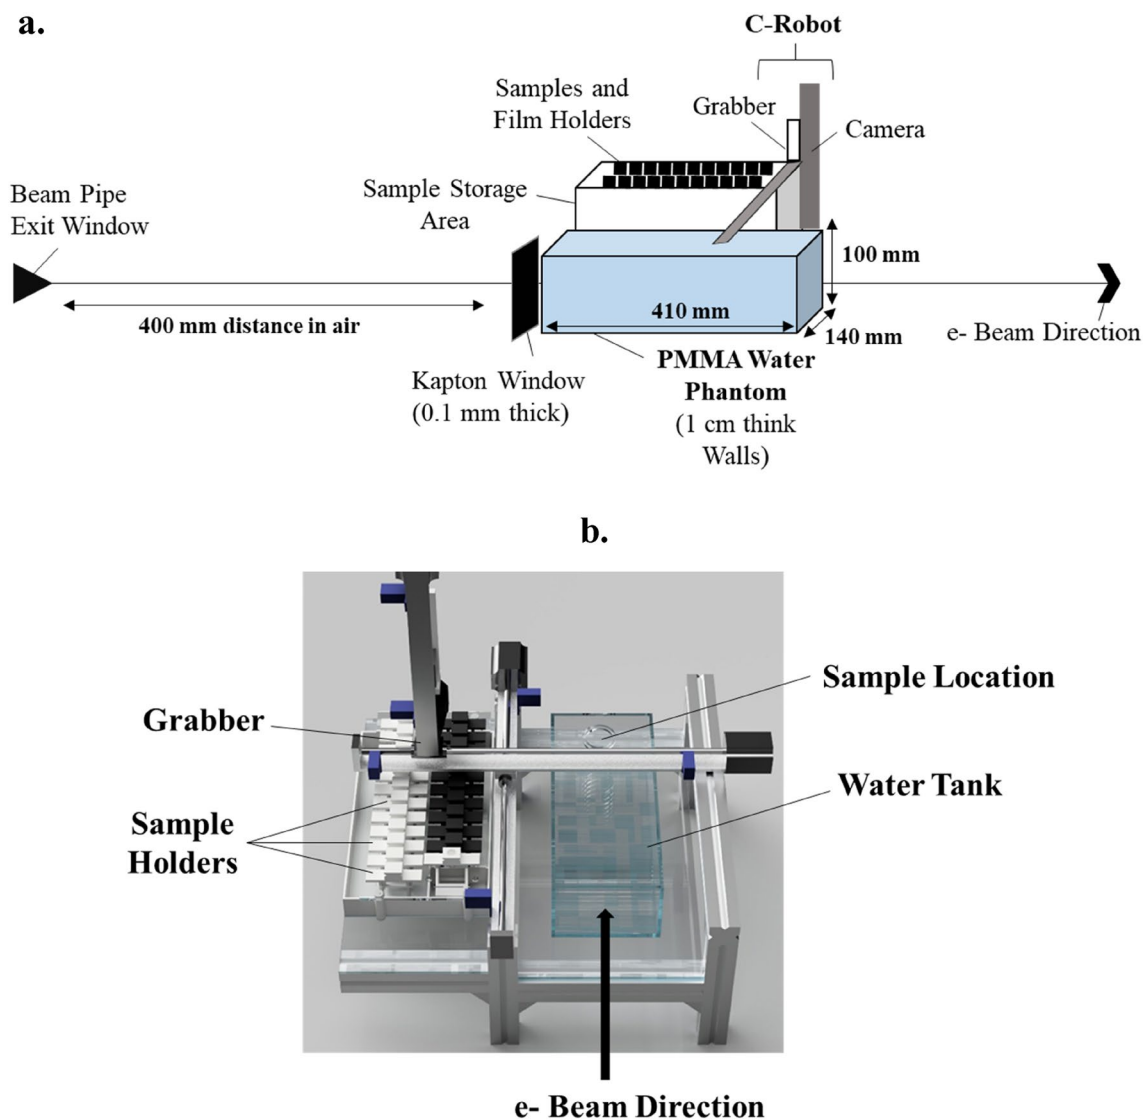 a.
C-Robot
Samples and
Film Holders
Grabber
Camera
Beam Pipe
Exit Window
Sample Storage
Area
100 mm
400 mm distance in air
410 mm
140 mm
e- Beam Direction
Kapton Window
(0.1 mm thick)
PMMA Water
Phantom
(1 cm think
Walls)
b.
Sample Location
Grabber
Water Tank
Sample
Holders
e- Beam Direction